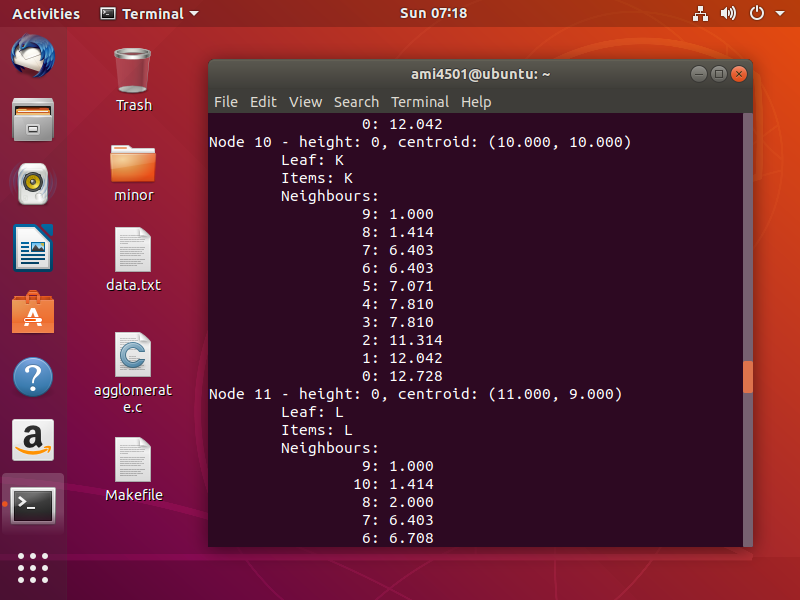 Activities
Terminal
Sun 07:18
Trash
minor
data.txt
agglomerat
e.c
Makefile
ami4501@ubuntu: ~
File Edit View Search Terminal Help
0: 12.042
Node 10 - height: 0, centroid: (10.000, 10.000)
Leaf: K
Items: K
Neighbours:
9: 1.000
8: 1.414
7: 6.403
6: 6.403
5: 7.071
4: 7.810
3: 7.810
2: 11.314
1: 12.042
0: 12.728
Node 11 - height: 0, centroid: (11.000, 9.000)
Leaf: L
Items: L
Neighbours:
9: 1.000
10: 1.414
8: 2.000
7: 6.403
6: 6.708